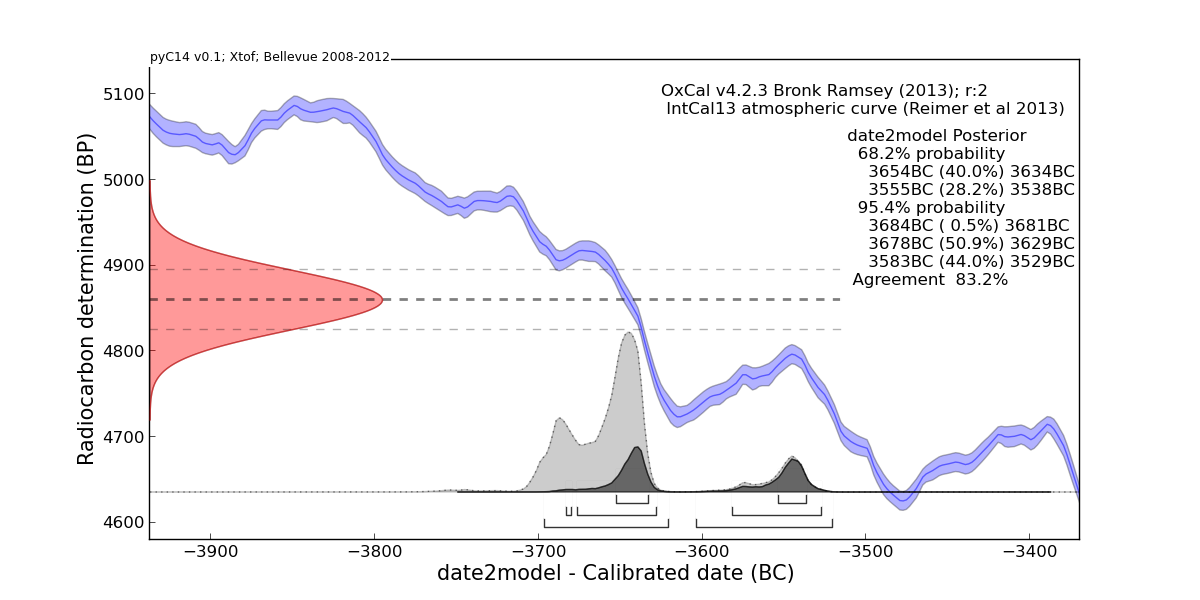 pyC14 v0.1; Xtof; Bellevue 2008-2012
OxCal v4.2.3 Bronk Ramsey (2013); r:2
IntCal13 atmospheric curve (Reimer et al 2013)
date2model Posterior
68.2% probability
3654BC (40.0%) 3634BC
3555BC (28.2%) 3538BC
95.4% probability
3684BC ( 0.5%) 3681BC
3678BC (50.9%) 3629BC
3583BC (44.0%) 3529BC
Agreement  83.2%
Radiocarbon determination (BP)
5100
5000
4900
4800
4700
4600
−3900 −3800 −3700 −3600 −3500 −3400
date2model - Calibrated date (BC)